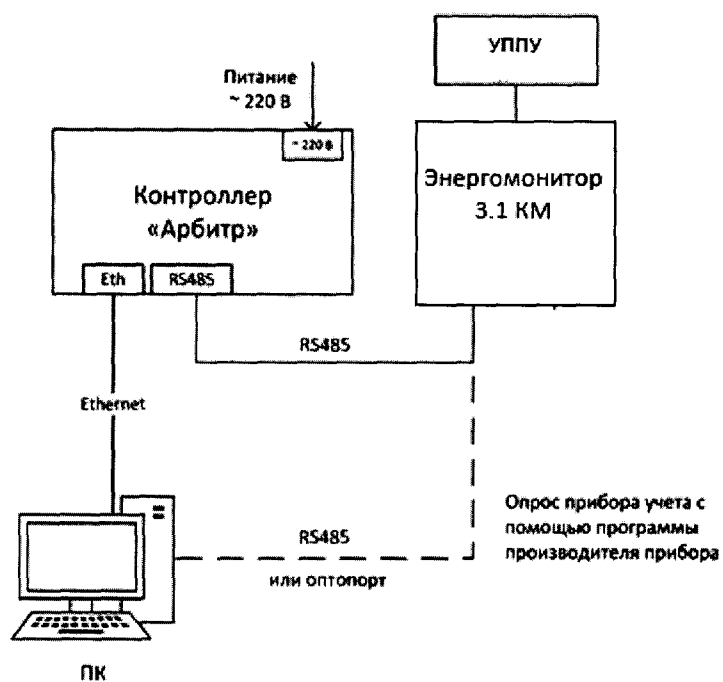 УППУ
Питание
~ 220 В
~ 220 В
Контроллер
«Арбитр»
Энергомонитор
3.1 КМ
Eth
RS485
RS485
Ethernet
Опрос прибора учета с
помощью программы
производителя прибора
RS485
или оптопорт
ПК